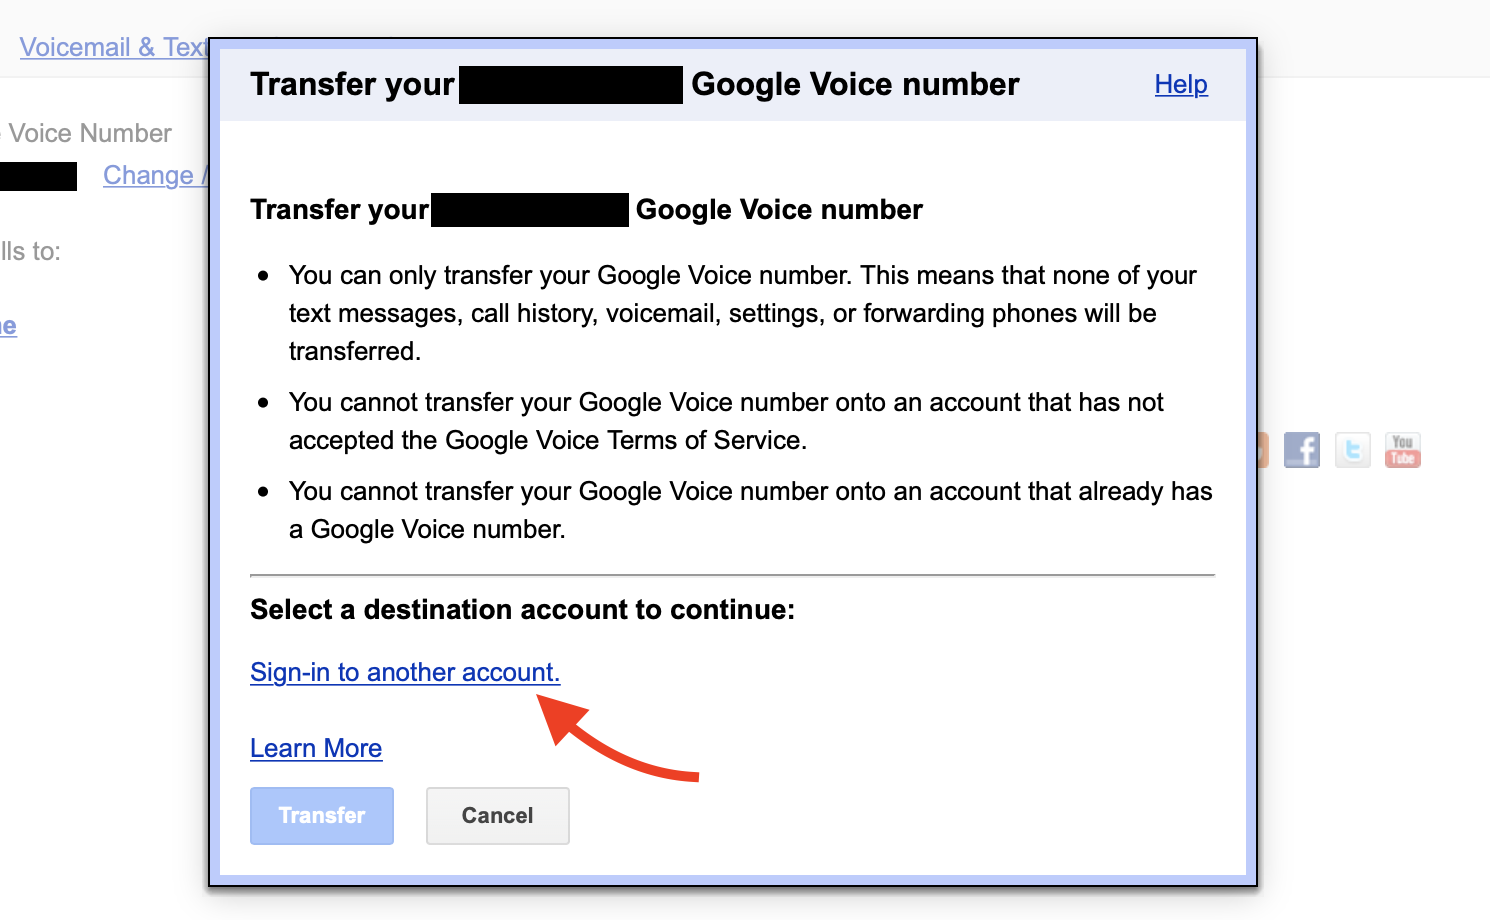 Voicemail & Text
Transfer your Google Voice number
Help
Voice Number
Change /
lls to:
Transfer your Google Voice number
You can only transfer your Google Voice number. This means that none of your
text messages, call history, voicemail, settings, or forwarding phones will be
transferred.
You cannot transfer your Google Voice number onto an account that has not
accepted the Google Voice Terms of Service.
You cannot transfer your Google Voice number onto an account that already has
a Google Voice number.
Select a destination account to continue:
Sign-in to another account.
Learn More
Transfer
Cancel
You
Tube